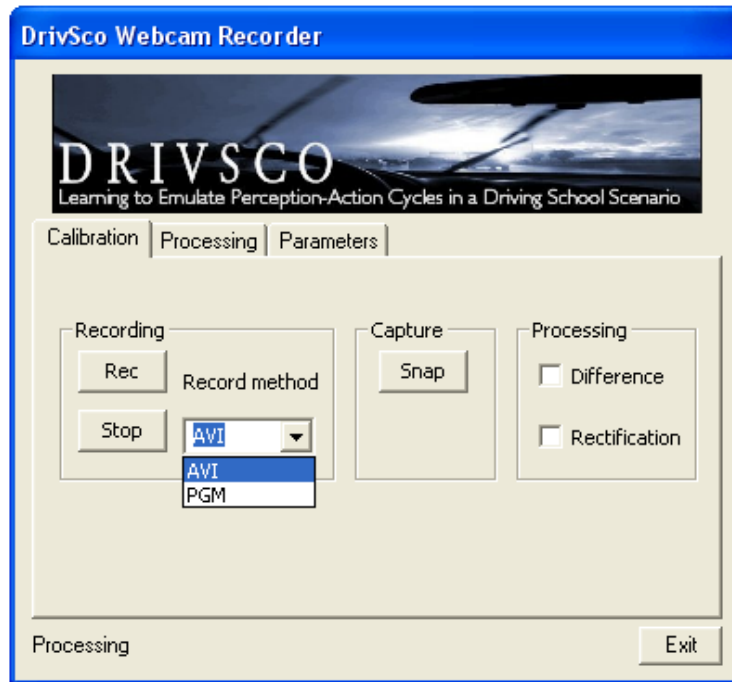 DrivSco Webcam Recorder
DRIVSCO
Learning to Emulate Perception-Action Cycles in a Driving School Scenario
Calibration Processing Parameters
Recording Capture Processing
Rec Record method Snap Difference
Stop AVI Rectification
AVI
PGM
Processing Exit